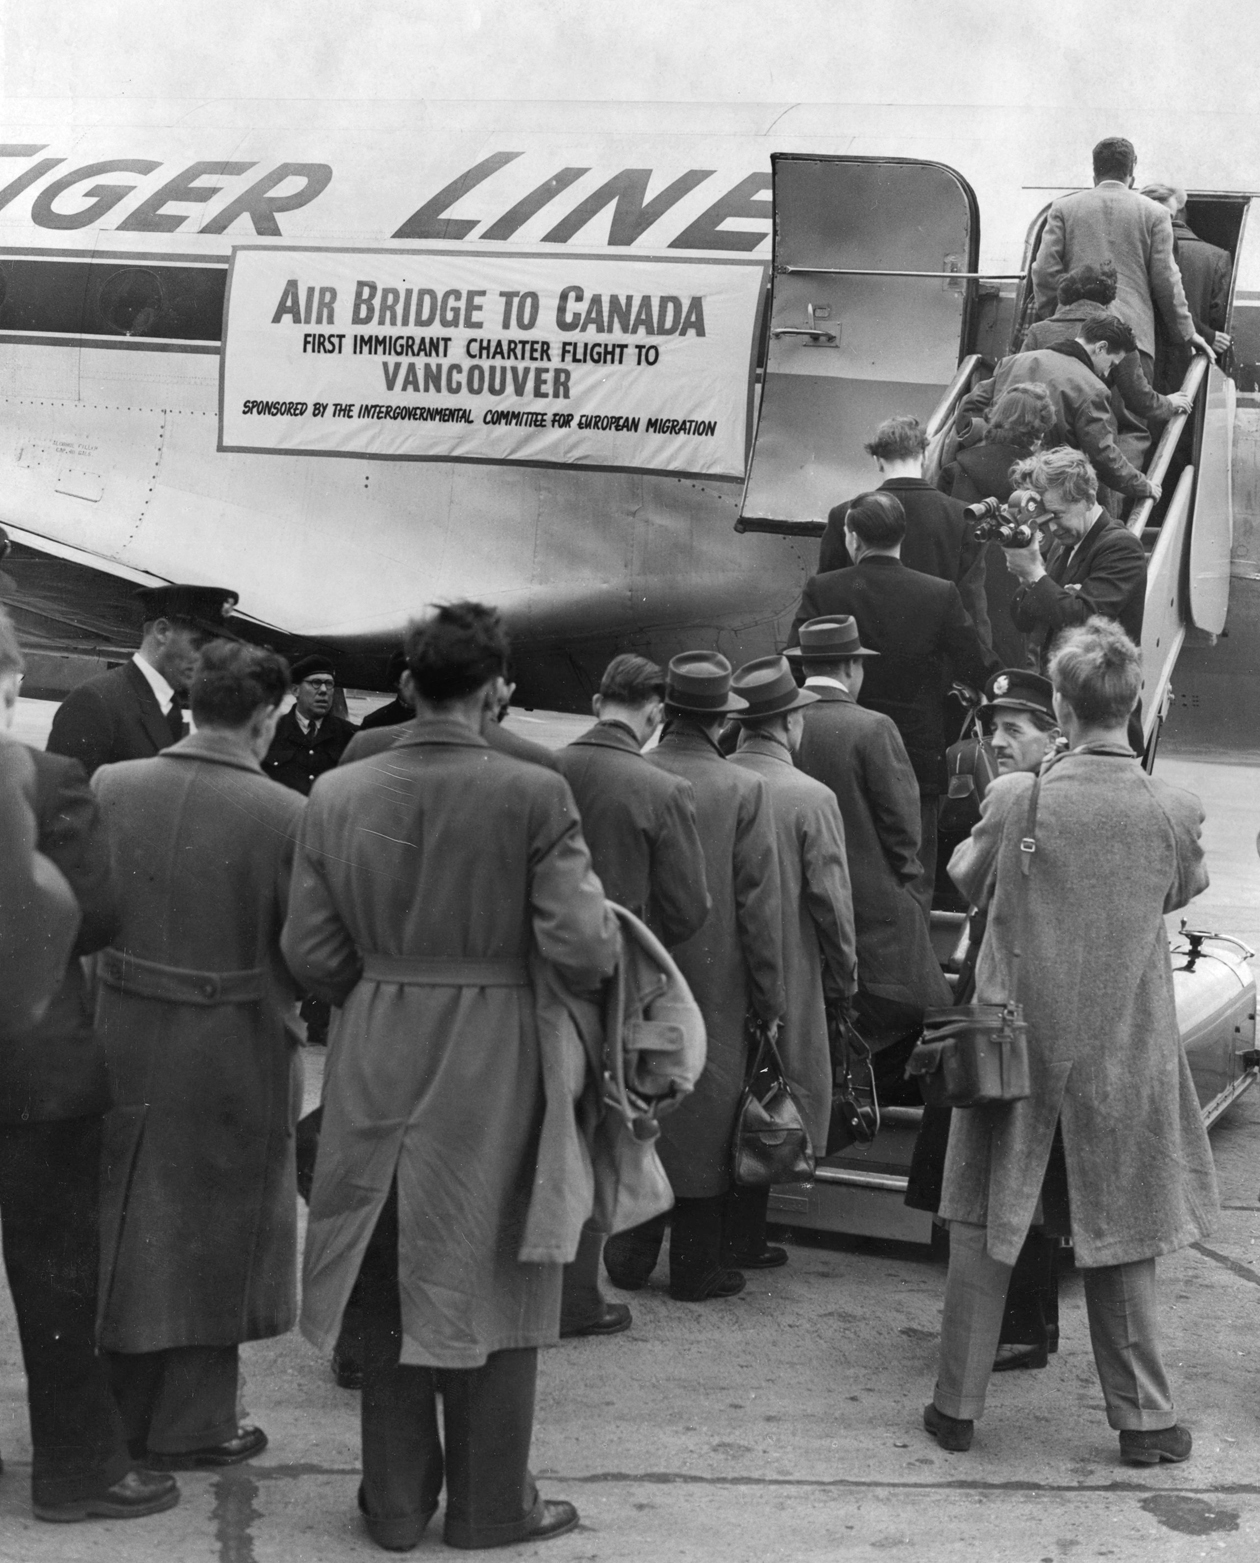 TIGER LINE
AIR BRIDGE TO CANADA
FIRST IMMIGRANT CHARTER FLIGHT TO
VANCOUVER
SPONSORED BY THE INTERGOVERNMENTAL COMMITTEE FOR EUROPEAN MIGRATION